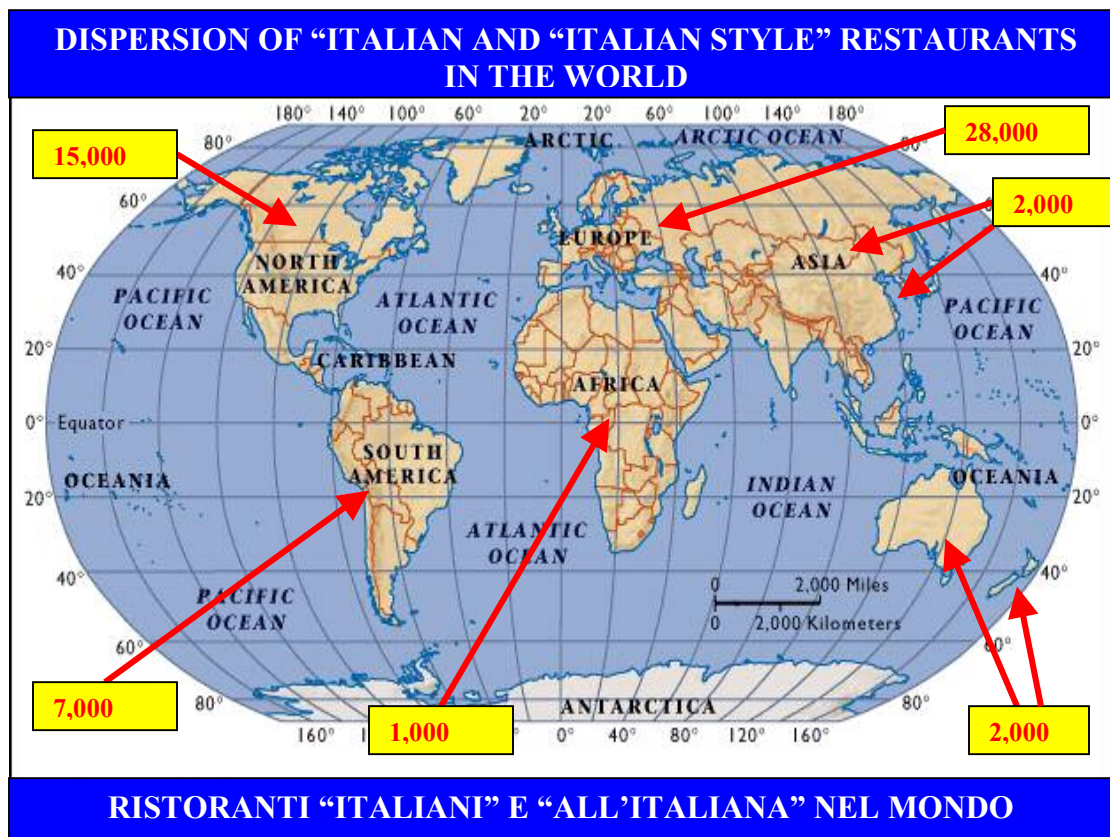 DISPERSION OF “ITALIAN AND “ITALIAN STYLE” RESTAURANTS
IN THE WORLD
180° 140° 100° 60° 20° 20° 60° 100° 140° 180°
80° ARCTIC ARCTIC OCEAN 80°
15,000
28,000
60°
2,000
EUROPE
ASIA
NORTH
AMERICA
40° 40°
PACIFIC
OCEAN
ATLANTIC
OCEAN
PACIFIC
OCEAN
20° CARIBBEAN 20°
AFRICA
0° Equator 0°
SOUTH
AMERICA
OCEANIA
INDIAN
OCEAN
OCEANIA
20° 20°
ATLANTIC
OCEAN
40° 40°
0 2,000 Miles
0 2,000 Kilometers
PACIFIC
OCEAN
60° 60°
7,000
80° 80°
ANTARCTICA
1,000
2,000
160° 0° 40° 80° 120° 160°
RISTORANTI “ITALIANI” E “ALL’ITALIANA” NEL MONDO